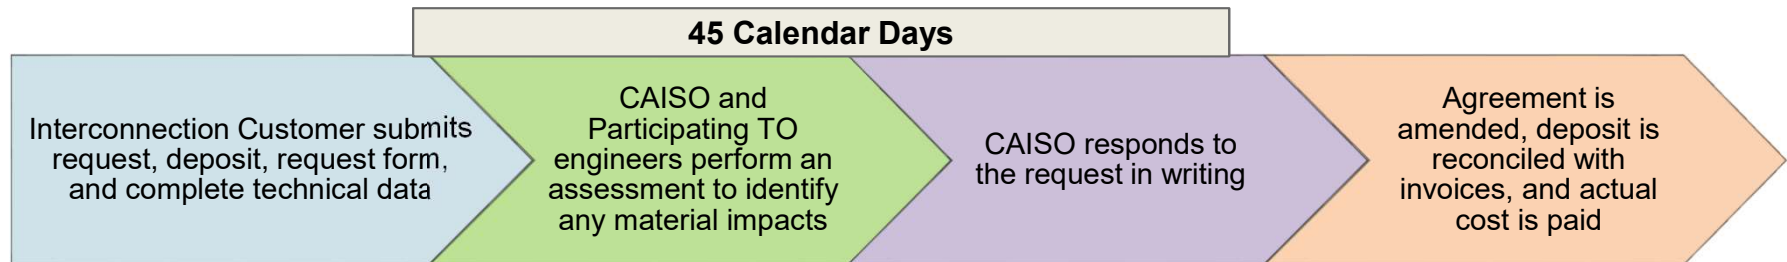 45 Calendar Days
Interconnection Customer submits
request, deposit, request form,
and complete technical data
CAISO and
Participating TO
engineers perform an
assessment to identify
any material impacts
CAISO responds to
the request in writing
Agreement is
amended, deposit is
reconciled with
invoices, and actual
cost is paid